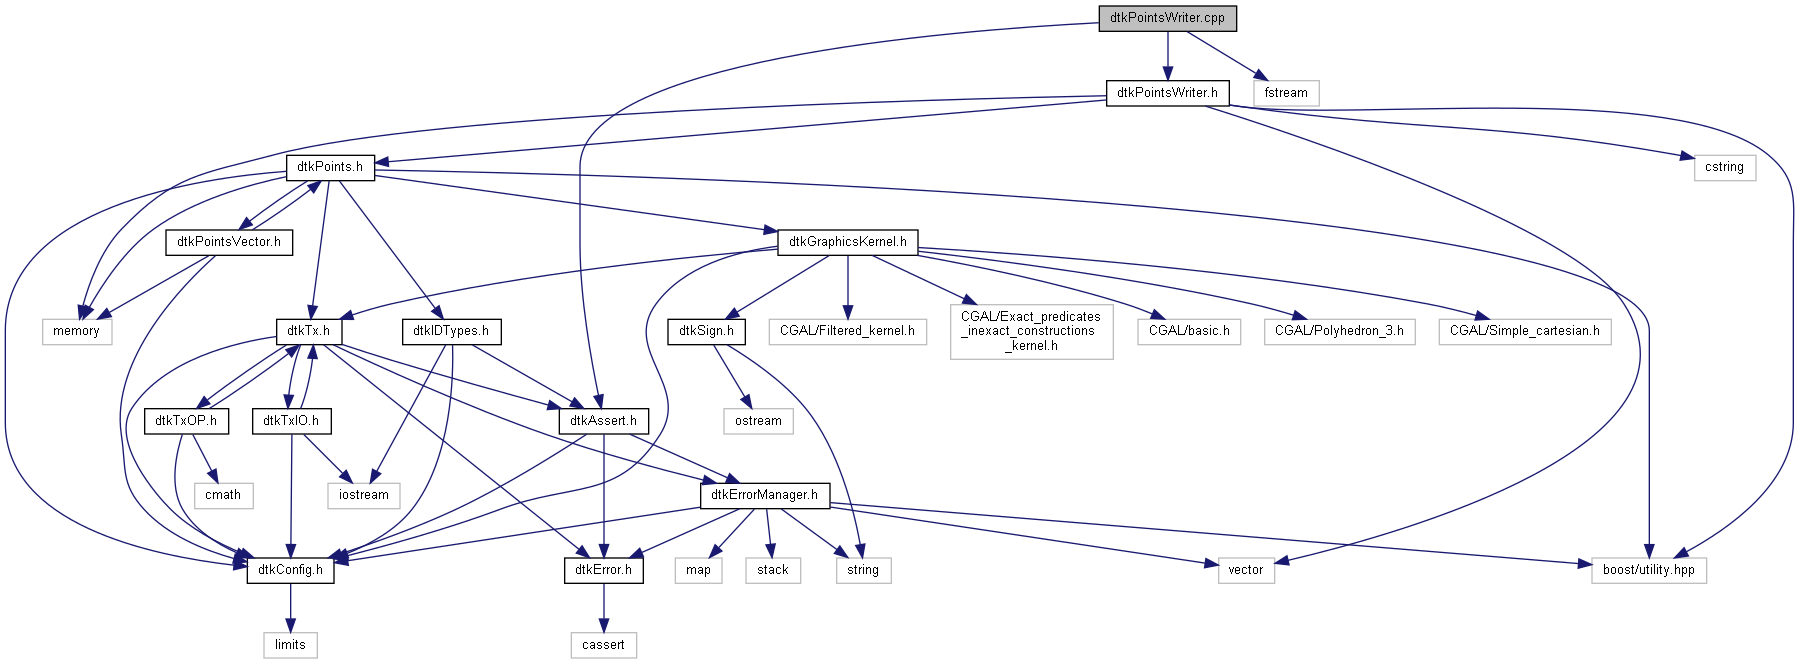 dtkPointsWriter.cpp
dtkPointsWriter.h
fstream
dtkPoints.h
cstring
dtkPointsVector.h
dtkGraphicsKernel.h
memory
dtkTx.h
dtkIDTypes.h
dtkSign.h
CGAL/Filtered_kernel.h
CGAL/Exact_predicates
_inexact_constructions
_kernel.h
CGAL/basic.h
CGAL/Polyhedron_3.h
CGAL/Simple_cartesian.h
dtkTxOP.h
dtkTxIO.h
dtkAssert.h
ostream
cmath
iostream
dtkErrorManager.h
dtkConfig.h
dtkError.h
map
stack
string
vector
boost/utility.hpp
limits
cassert